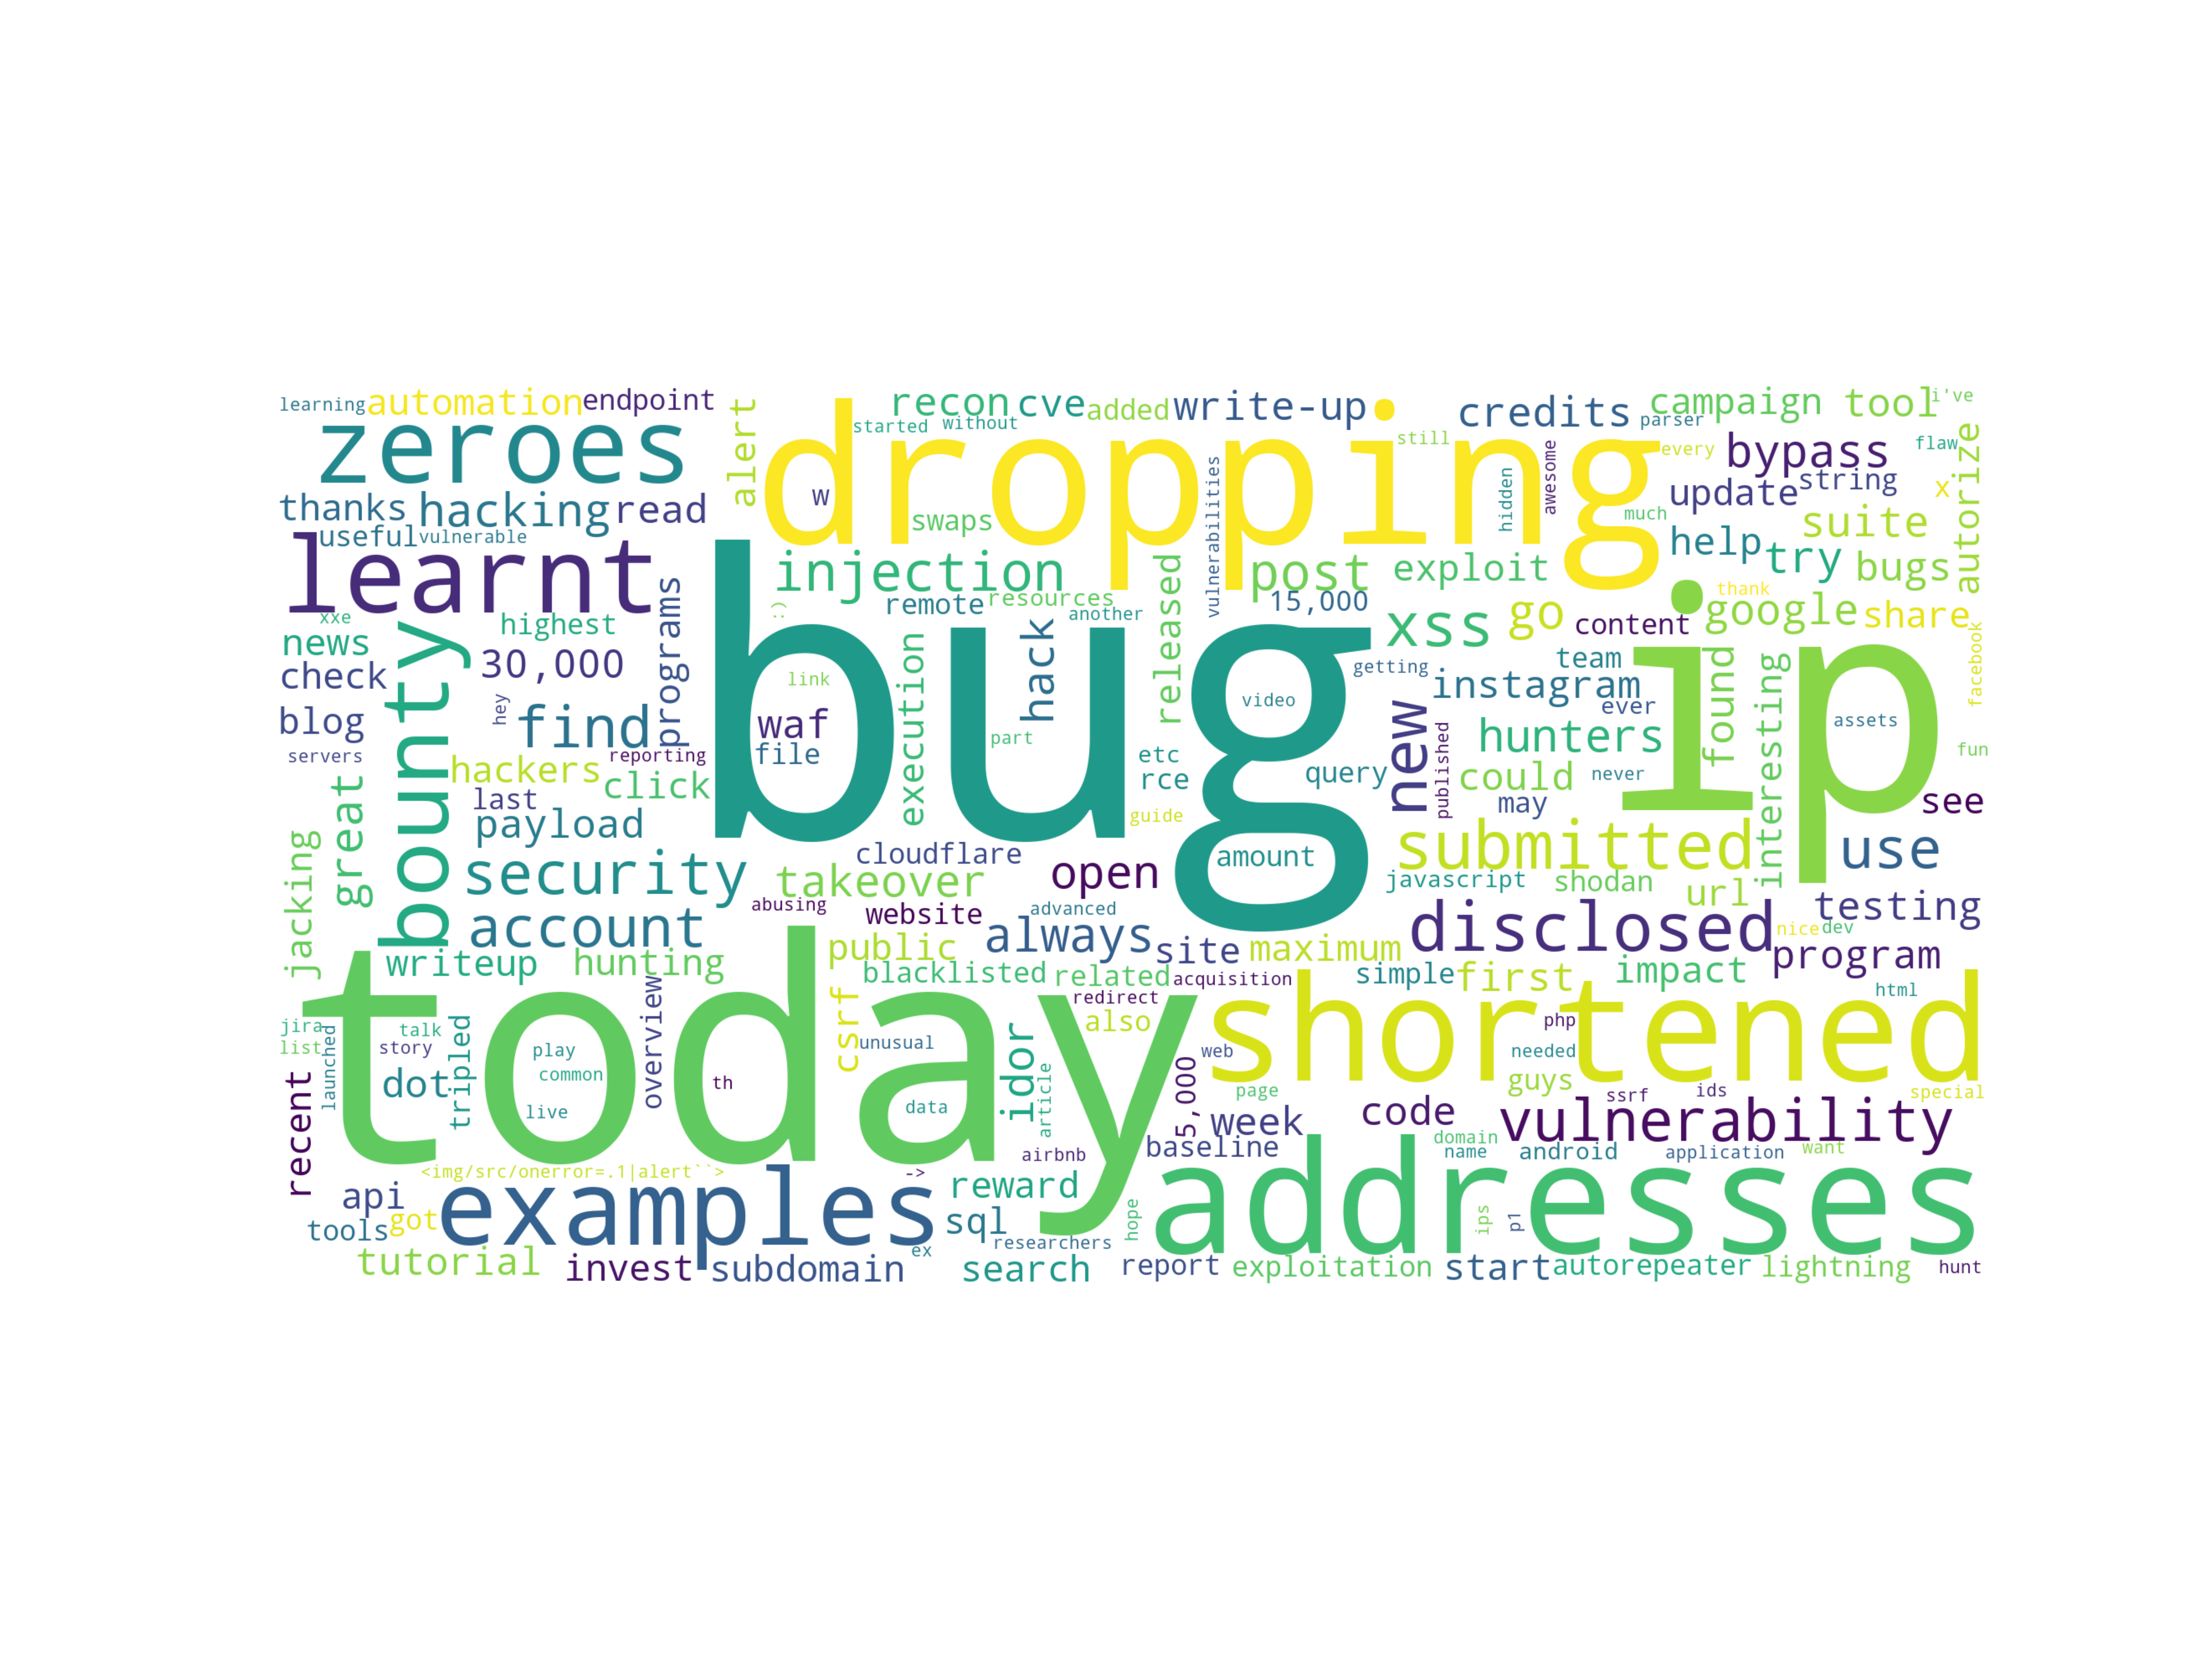 learning
automation
endpoint
zeroes
alert
recon
cve
added
write-up
credits
parser
campaign
tool
i've
started
without
dropping
still
every
bypass
flaw
thanks
hacking
read
w
swaps
vulnerabilities
hidden
awesome
much
update
string
x
autorize
useful
vulnerable
suite
help
try
bugs
learnt
injection
post
exploit
thank
programs
:)
remote
resources
another
released
15,000
xxe
highest
bug
xss
go
content
google
share
news
30,000
hack
ip
check
bounty
hey
find
link
execution
video
getting
team
instagram
ever
found
interesting
facebook
blog
waf
file
part
new
published
hunters
assets
servers
reporting
etc
rce
query
could
never
fun
great
hackers
click
last
payload
guide
may
see
jacking
security
cloudflare
amount
submitted
use
account
takeover
open
javascript
shodan
url
abusing
website
advanced
disclosed
testing
writeup
hunting
public
always
site
maximum
nice
dev
program
blacklisted
related
acquisition
simple
first
impact
today
overview
csrf
redirect
shortened
html
jira
talk
also
php
list
launched
story
tripled
play
unusual
idor
web
needed
recent
dot
common
th
article
5,000
page
guys
ssrf
ids
special
live
data
week
code
vulnerability
airbnb
baseline
domain
name
android
application
want
<img/src/onerror=.1|alert``>
->
api
examples
reward
addresses
tools
got
sql
hope
ips
p1
researchers
tutorial
invest
subdomain
ex
search
report
exploitation
start
autorepeater
lightning
hunt